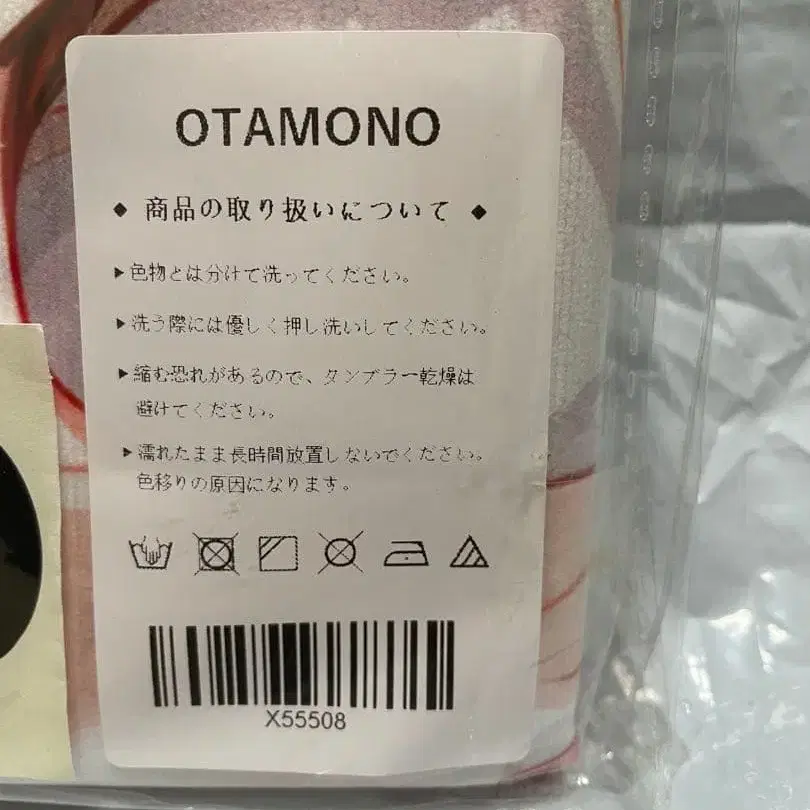 OTAMONO
◆ 商品の取り扱いについて ◆
▶色物とは分けて洗ってください。
▶洗う際には優しく押し洗いしてください。
▶縮む恐れがあるので、タンブラー乾燥は
避けてください。
▶濡れたまま長時間放置しないでください。
色移りの原因になります。
X55508